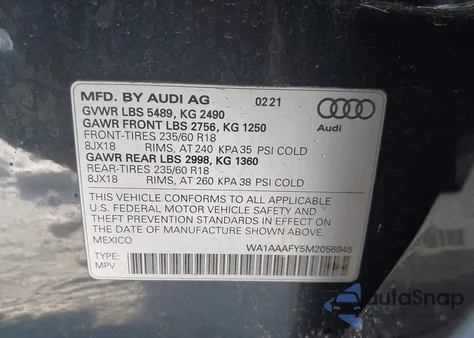 MFD. BY AUDI AG 02 21
GVWR LBS 5489, KG 2490
GAWR FRONT LBS 2756, KG 1250
FRONT-TIRES 235/60 R18
8JX18 RIMS, AT 240 KPA 35 PSI COLD
GAWR REAR LBS 2998, KG 1360
REAR-TIRES 235/60 R18
8JX18 RIMS, AT 260 KPA 38 PSI COLD
Audi
THIS VEHICLE CONFORMS TO ALL APPLICABLE
U.S. FEDERAL MOTOR VEHICLE SAFETY AND
THEFT PREVENTION STANDARDS IN EFFECT ON
THE DATE OF MANUFACTURE SHOWN ABOVE.
MEXICO WA1AAAFY5M2056945
TYPE:
MPV
autoSnap